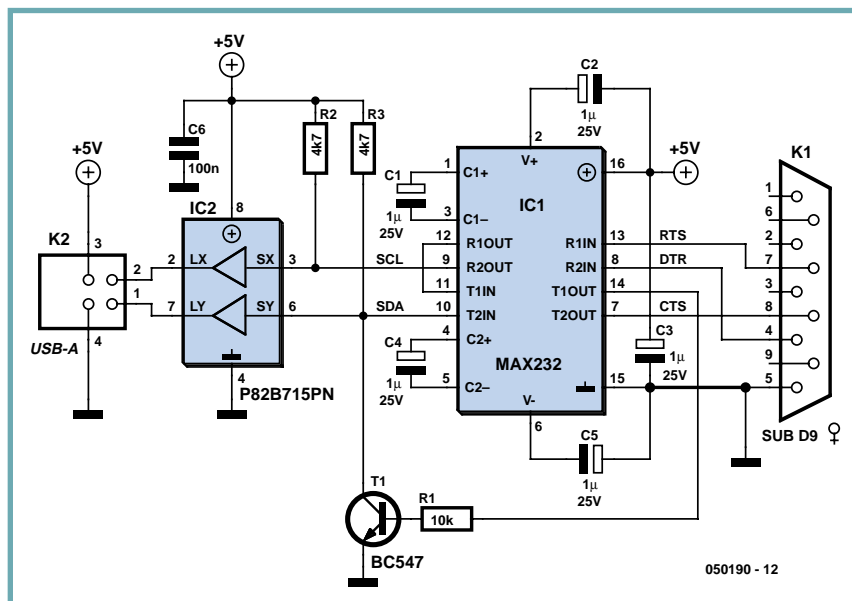 +5V
C2
1µ
25V
R2
R3
4k7
4k7
C6
100n
+5V
2
V+
C1
1µ
25V
1
C1+
16
+5V
K1
IC2
8
3
C1–
IC1
K2
3
12
R1OUT
R1IN
13
RTS
2
2
LX
SX
3
SCL
9
R2OUT
R2IN
8
DTR
11
T1IN
T1OUT
14
1
7
LY
SY
6
SDA
10
T2IN
T2OUT
7
CTS
4
C4
4
C2+
C3
USB-A
1µ
25V
5
C2–
MAX232
15
1µ
25V
4
P82B715PN
V-
6
C5
1µ
25V
1
6
2
7
3
8
4
9
5
SUB D9 ♀
T1
R1
10k
BC547
050190 - 12